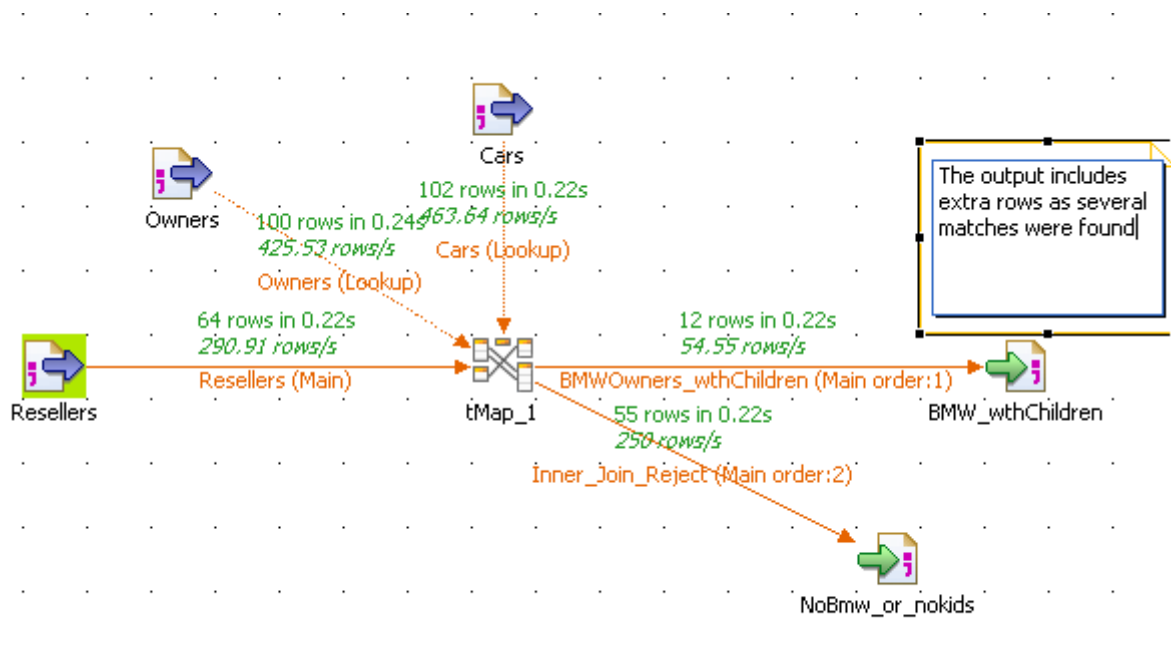 Cars
102 rows in 0.22s
463,64 rows/s
Cars (Lookup)
Owners
100 rows in 0.24s
425,53 rows/s
Owners (Lookup)
The output includes
extra rows as several
matches were found
64 rows in 0.22s
290,91 rows/s
Resellers (Main)
Resellers
tMap_1
12 rows in 0.22s
54,55 rows/s
BMWOwners_wthChildren (Main order:1)
BMW_wthChildren
55 rows in 0.22s
250 rows/s
Inner_Join_Reject (Main order:2)
NoBmw_or_nokids